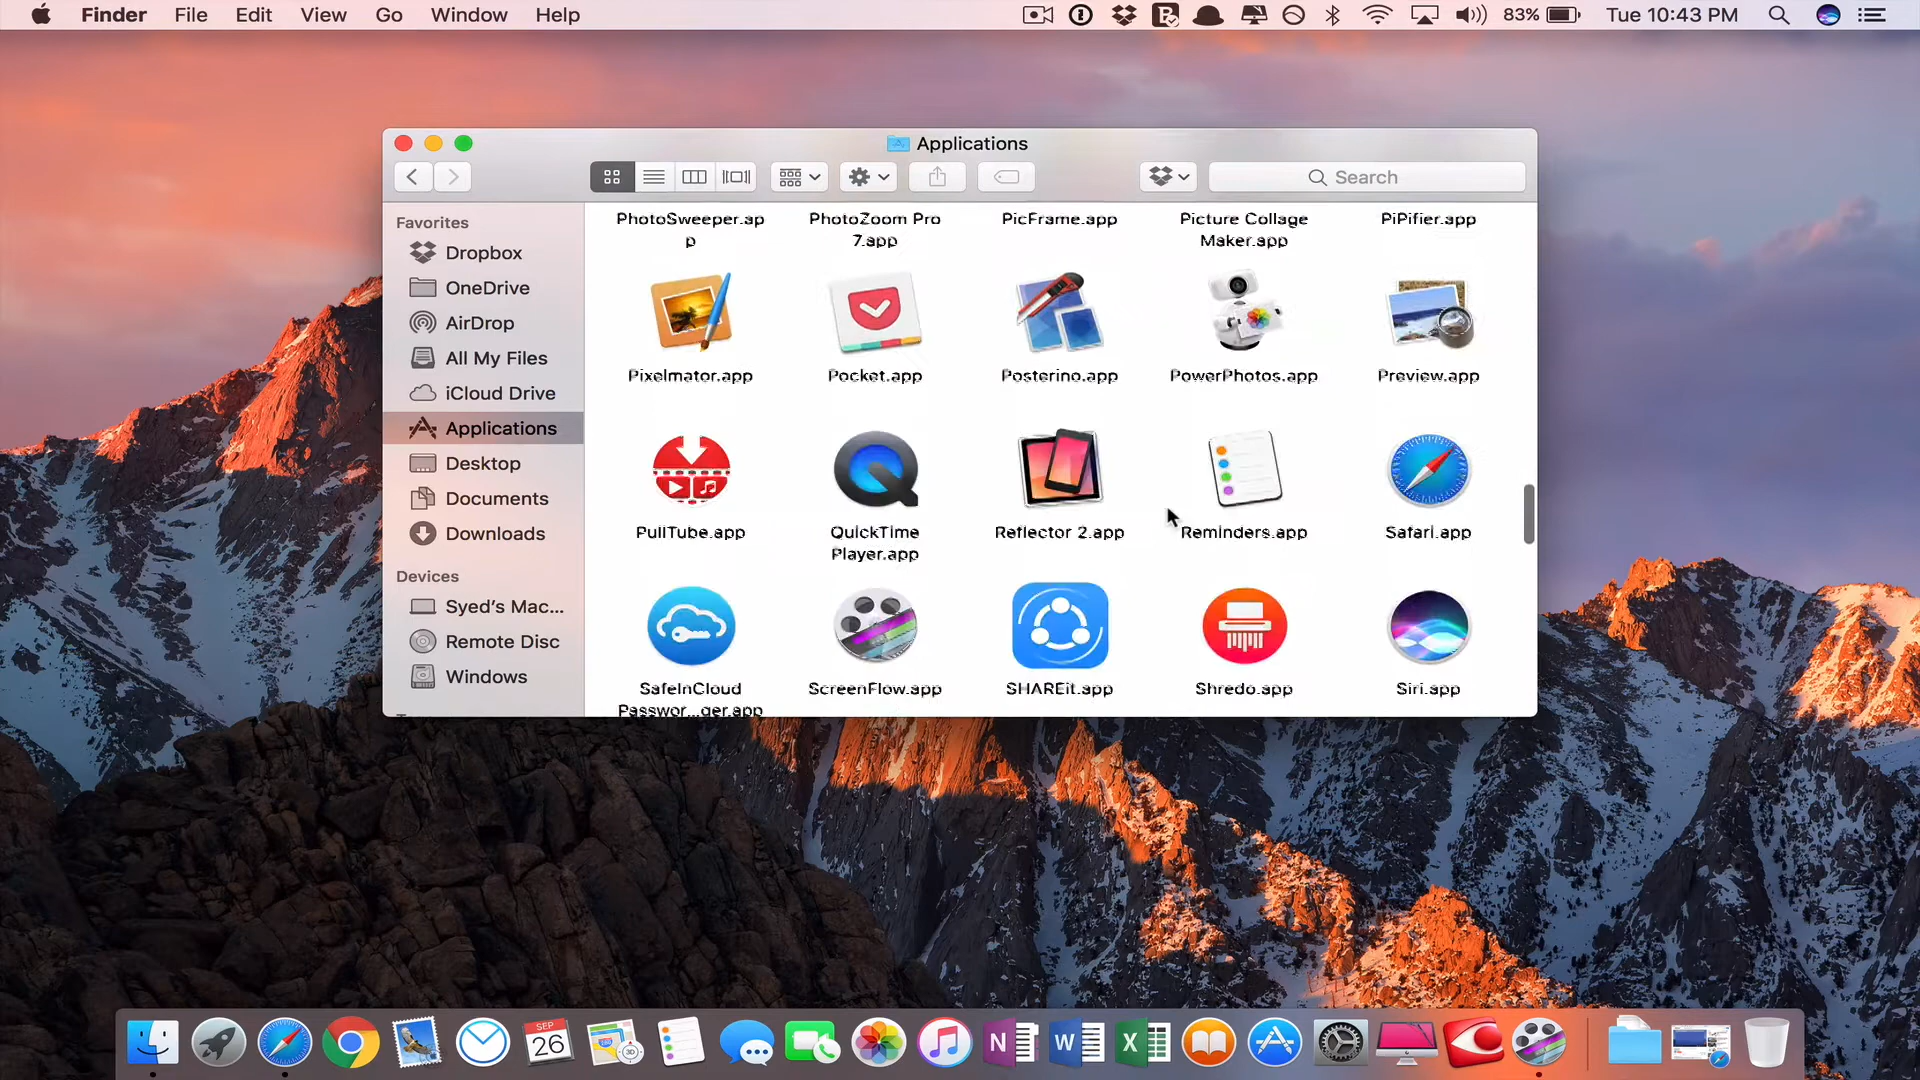 Finder File Edit View Go Window Help 83% Tue 10:43 PM
Applications
Search
Favorites
Dropbox
OneDrive
AirDrop
All My Files
iCloud Drive
Applications
Desktop
Documents
Downloads
Devices
Syed's Mac...
Remote Disc
Windows
PhotoSweeper.ap
p
PhotoZoom Pro
7.app
PicFrame.app
Picture Collage
Maker.app
PiPifier.app
Pixelmator.app
Pocket.app
Posterino.app
PowerPhotos.app
Preview.app
PullTube.app
QuickTime
Player.app
Reflector 2.app
Reminders.app
Safari.app
SafeInCloud
Passwor...ger.app
ScreenFlow.app
SHAREit.app
Shredo.app
Siri.app
SEP
26
3D
N
W
X